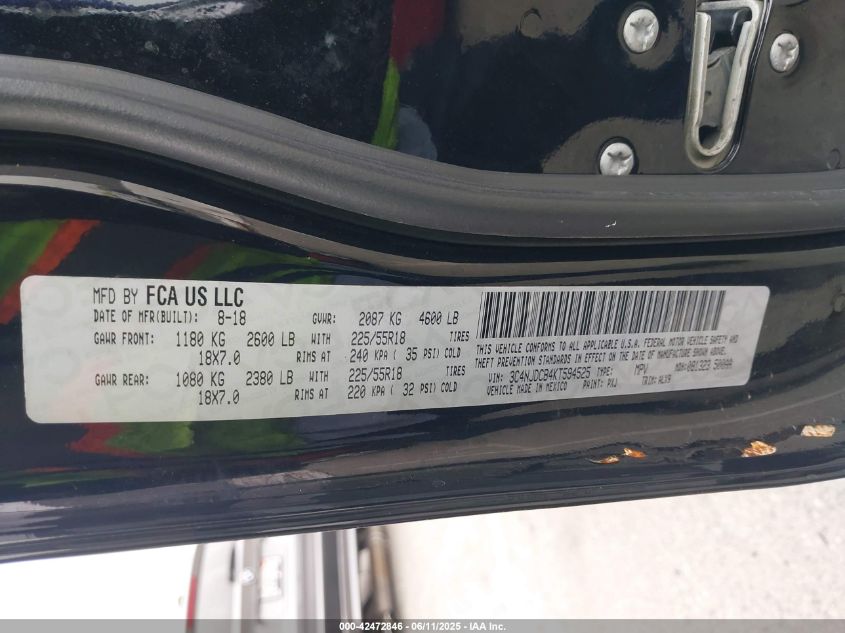 MFD BY FCA US LLC
DATE OF MFR(BUILT): 8-18 GVWR: 2087 KG 4600 LB
GAWR FRONT: 1180 KG 2600 LB WITH 225/55R18 TIRES
18X7.0 RIMS AT 240 KPA ( 35 PSI) COLD
GAWR REAR: 1080 KG 2380 LB WITH 225/55R18 TIRES
18X7.0 RIMS AT 220 KPA ( 32 PSI) COLD
THIS VEHICLE CONFORMS TO ALL APPLICABLE U.S.A. FEDERAL MOTOR VEHICLE SAFETY AND
THEFT PREVENTION STANDARDS IN EFFECT ON THE DATE OF MANUFACTURE SHOWN ABOVE.
VIN: 3C4NJDCB4KT594525 TYPE: MPV MDH:
VEHICLE MADE IN MEXICO PAINT: PXJ TRIM: ALX9
000-42472846 - 06/11/2025 - IAA Inc.